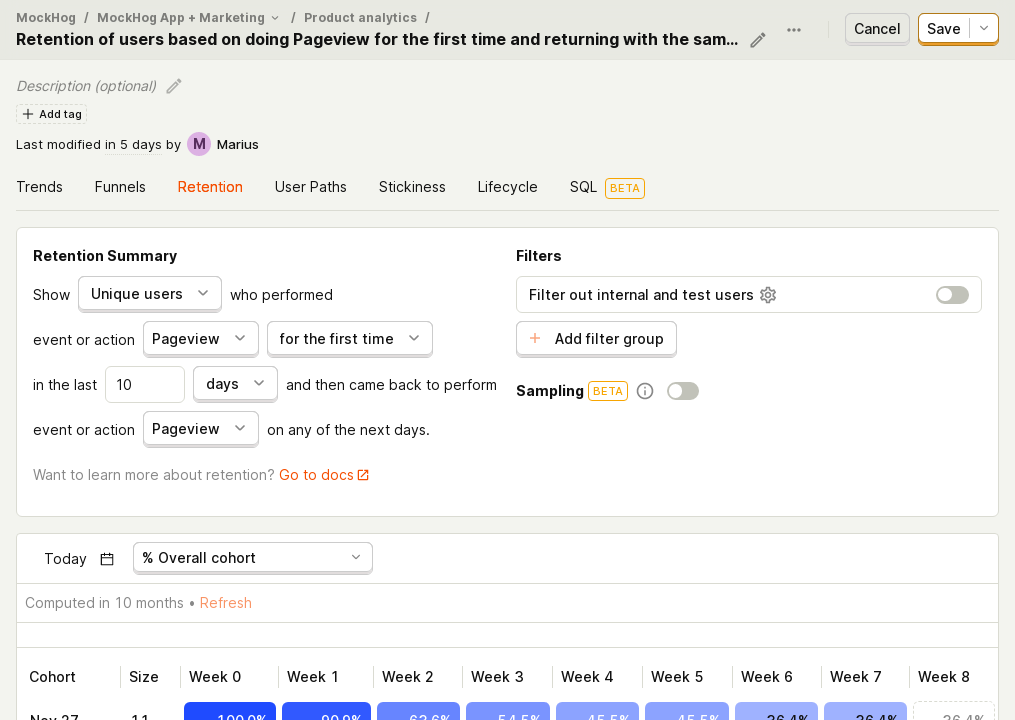 MockHog / MockHog App + Marketing / Product analytics /
Retention of users based on doing Pageview for the first time and returning with the sam...
Cancel
Save
Description (optional)
Add tag
Last modified in 5 days by M Marius
Trends Funnels Retention User Paths Stickiness Lifecycle SQL BETA
Retention Summary
Show Unique users who performed
event or action Pageview for the first time
in the last 10 days and then came back to perform
event or action Pageview on any of the next days.
Want to learn more about retention? Go to docs
Filters
Filter out internal and test users
+ Add filter group
Sampling BETA
Today % Overall cohort
Computed in 10 months • Refresh
Cohort Size Week 0 Week 1 Week 2 Week 3 Week 4 Week 5 Week 6 Week 7 Week 8
Nov 27 11 100.0% 90.9% 63.6% 54.5% 45.5% 45.5% 36.4% 36.4% 36.4%